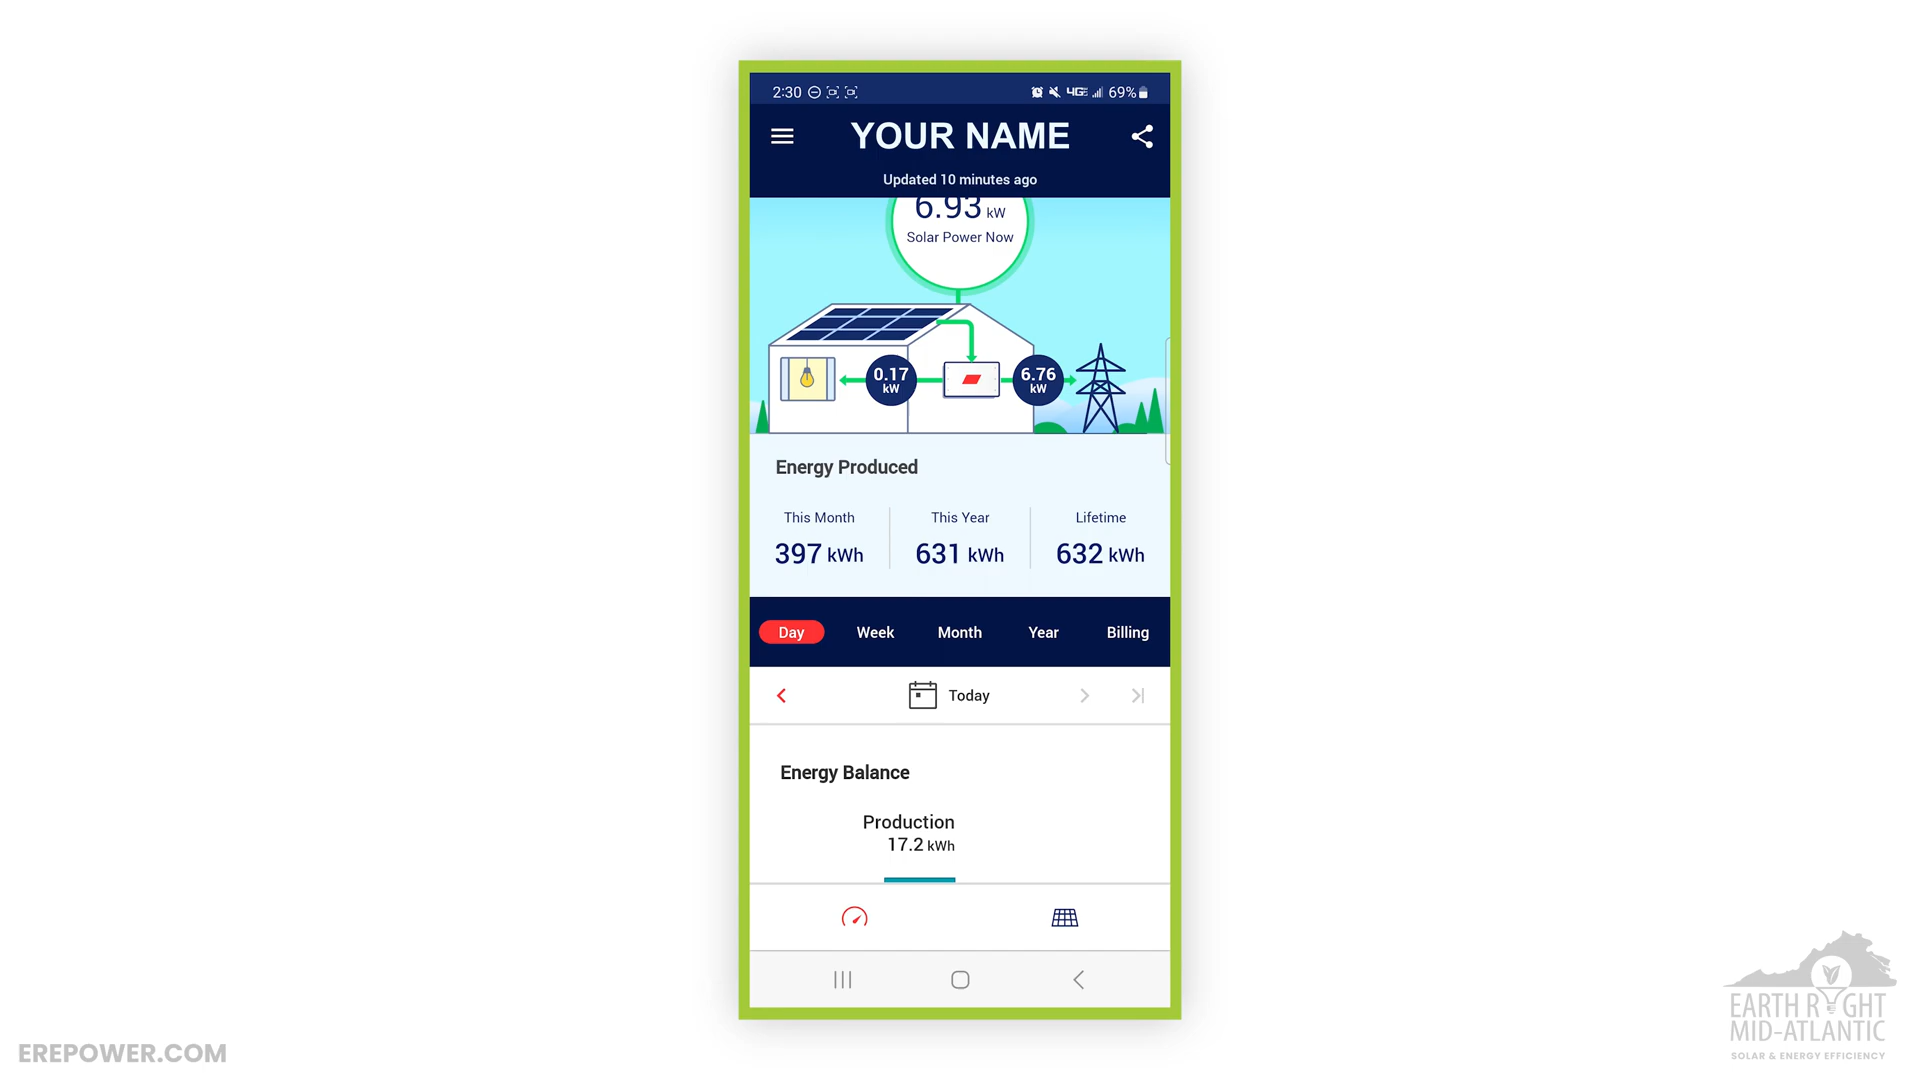 2:30 4G 69%
YOUR NAME
Updated 10 minutes ago
6.93 kW
Solar Power Now
0.17 kW
6.76 kW
Energy Produced
This Month This Year Lifetime
397 kWh 631 kWh 632 kWh
Day Week Month Year Billing
Today
Energy Balance
Production
17.2 kWh
EREPOWER.COM
EARTH RIGHT
MID-ATLANTIC
SOLAR & ENERGY EFFICIENCY